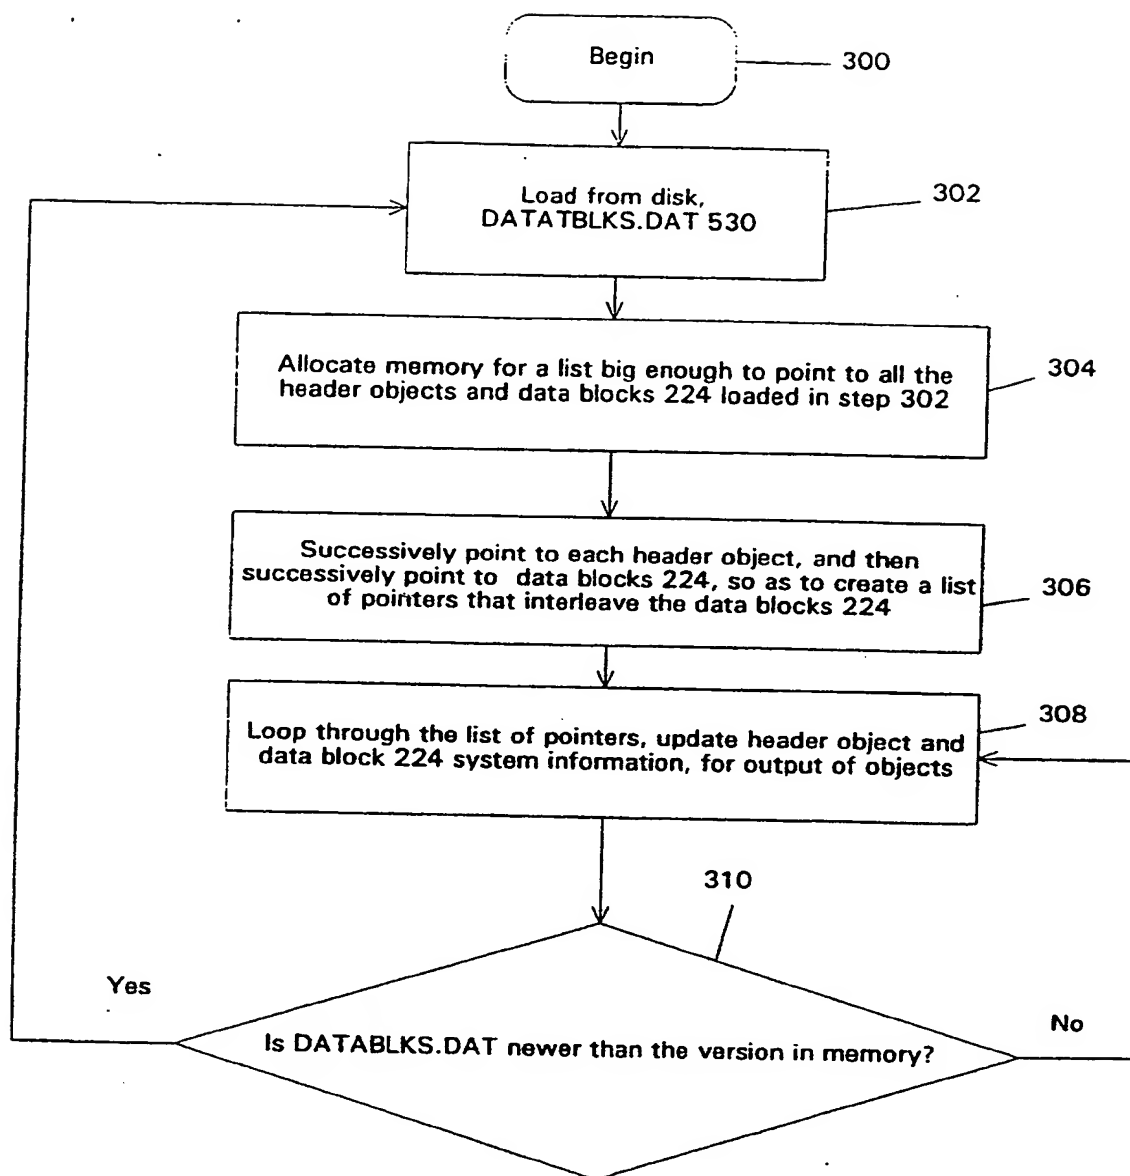 Begin
300
Load from disk,
DATATBLKS.DAT 530
302
Allocate memory for a list big enough to point to all the
header objects and data blocks 224 loaded in step 302
304
Successively point to each header object, and then
successively point to data blocks 224, so as to create a list
of pointers that interleave the data blocks 224
306
Loop through the list of pointers, update header object and
data block 224 system information, for output of objects
308
310
Yes
Is DATABLKS.DAT newer than the version in memory?
No